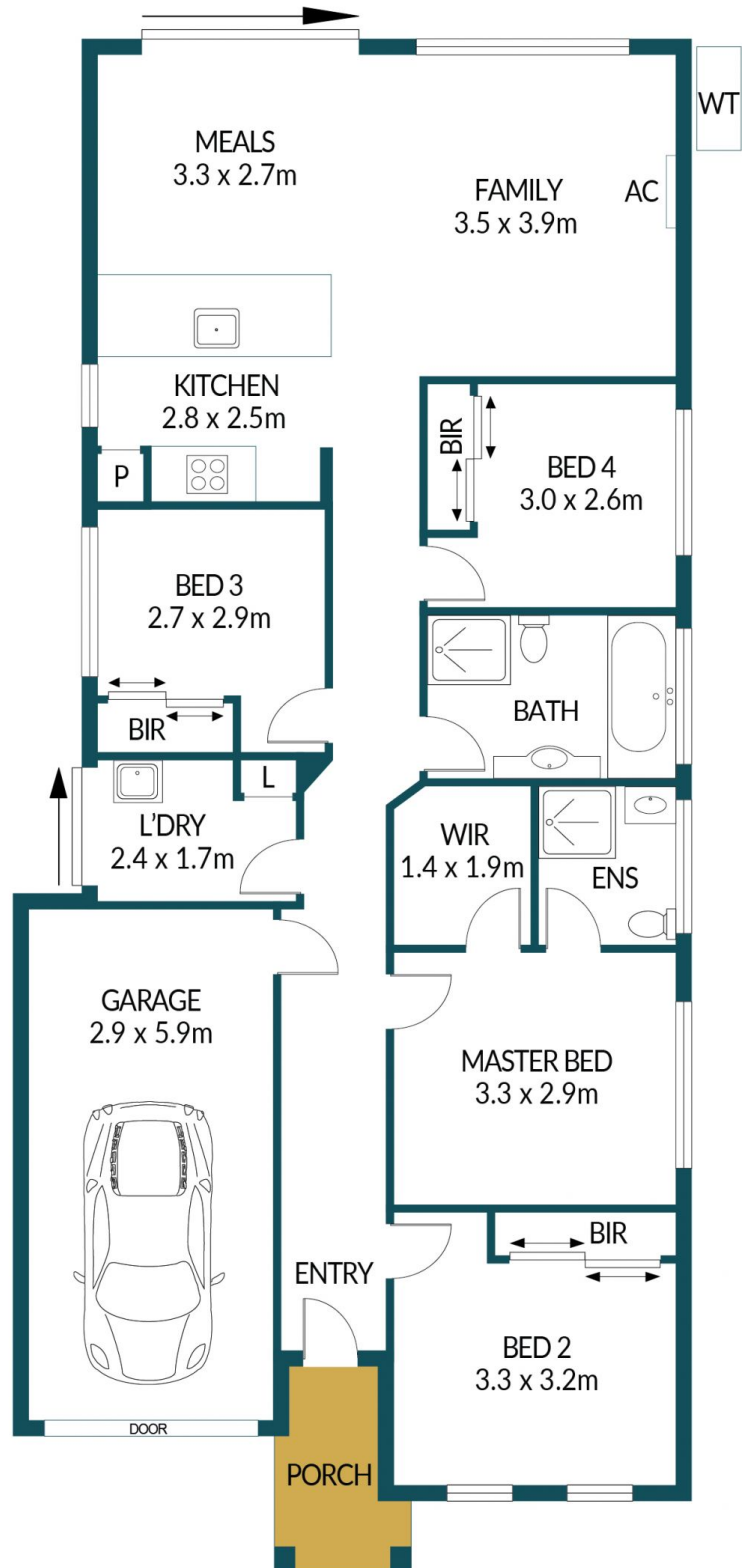 WT
MEALS
3.3 x 2.7m
FAMILY
3.5 x 3.9m
AC
KITCHEN
2.8 x 2.5m
P
BIR
BED 4
3.0 x 2.6m
BED 3
2.7 x 2.9m
BIR
BATH
L
L'DRY
2.4 x 1.7m
WIR
1.4 x 1.9m
ENS
GARAGE
2.9 x 5.9m
MASTER BED
3.3 x 2.9m
BIR
ENTRY
BED 2
3.3 x 3.2m
DOOR
PORCH